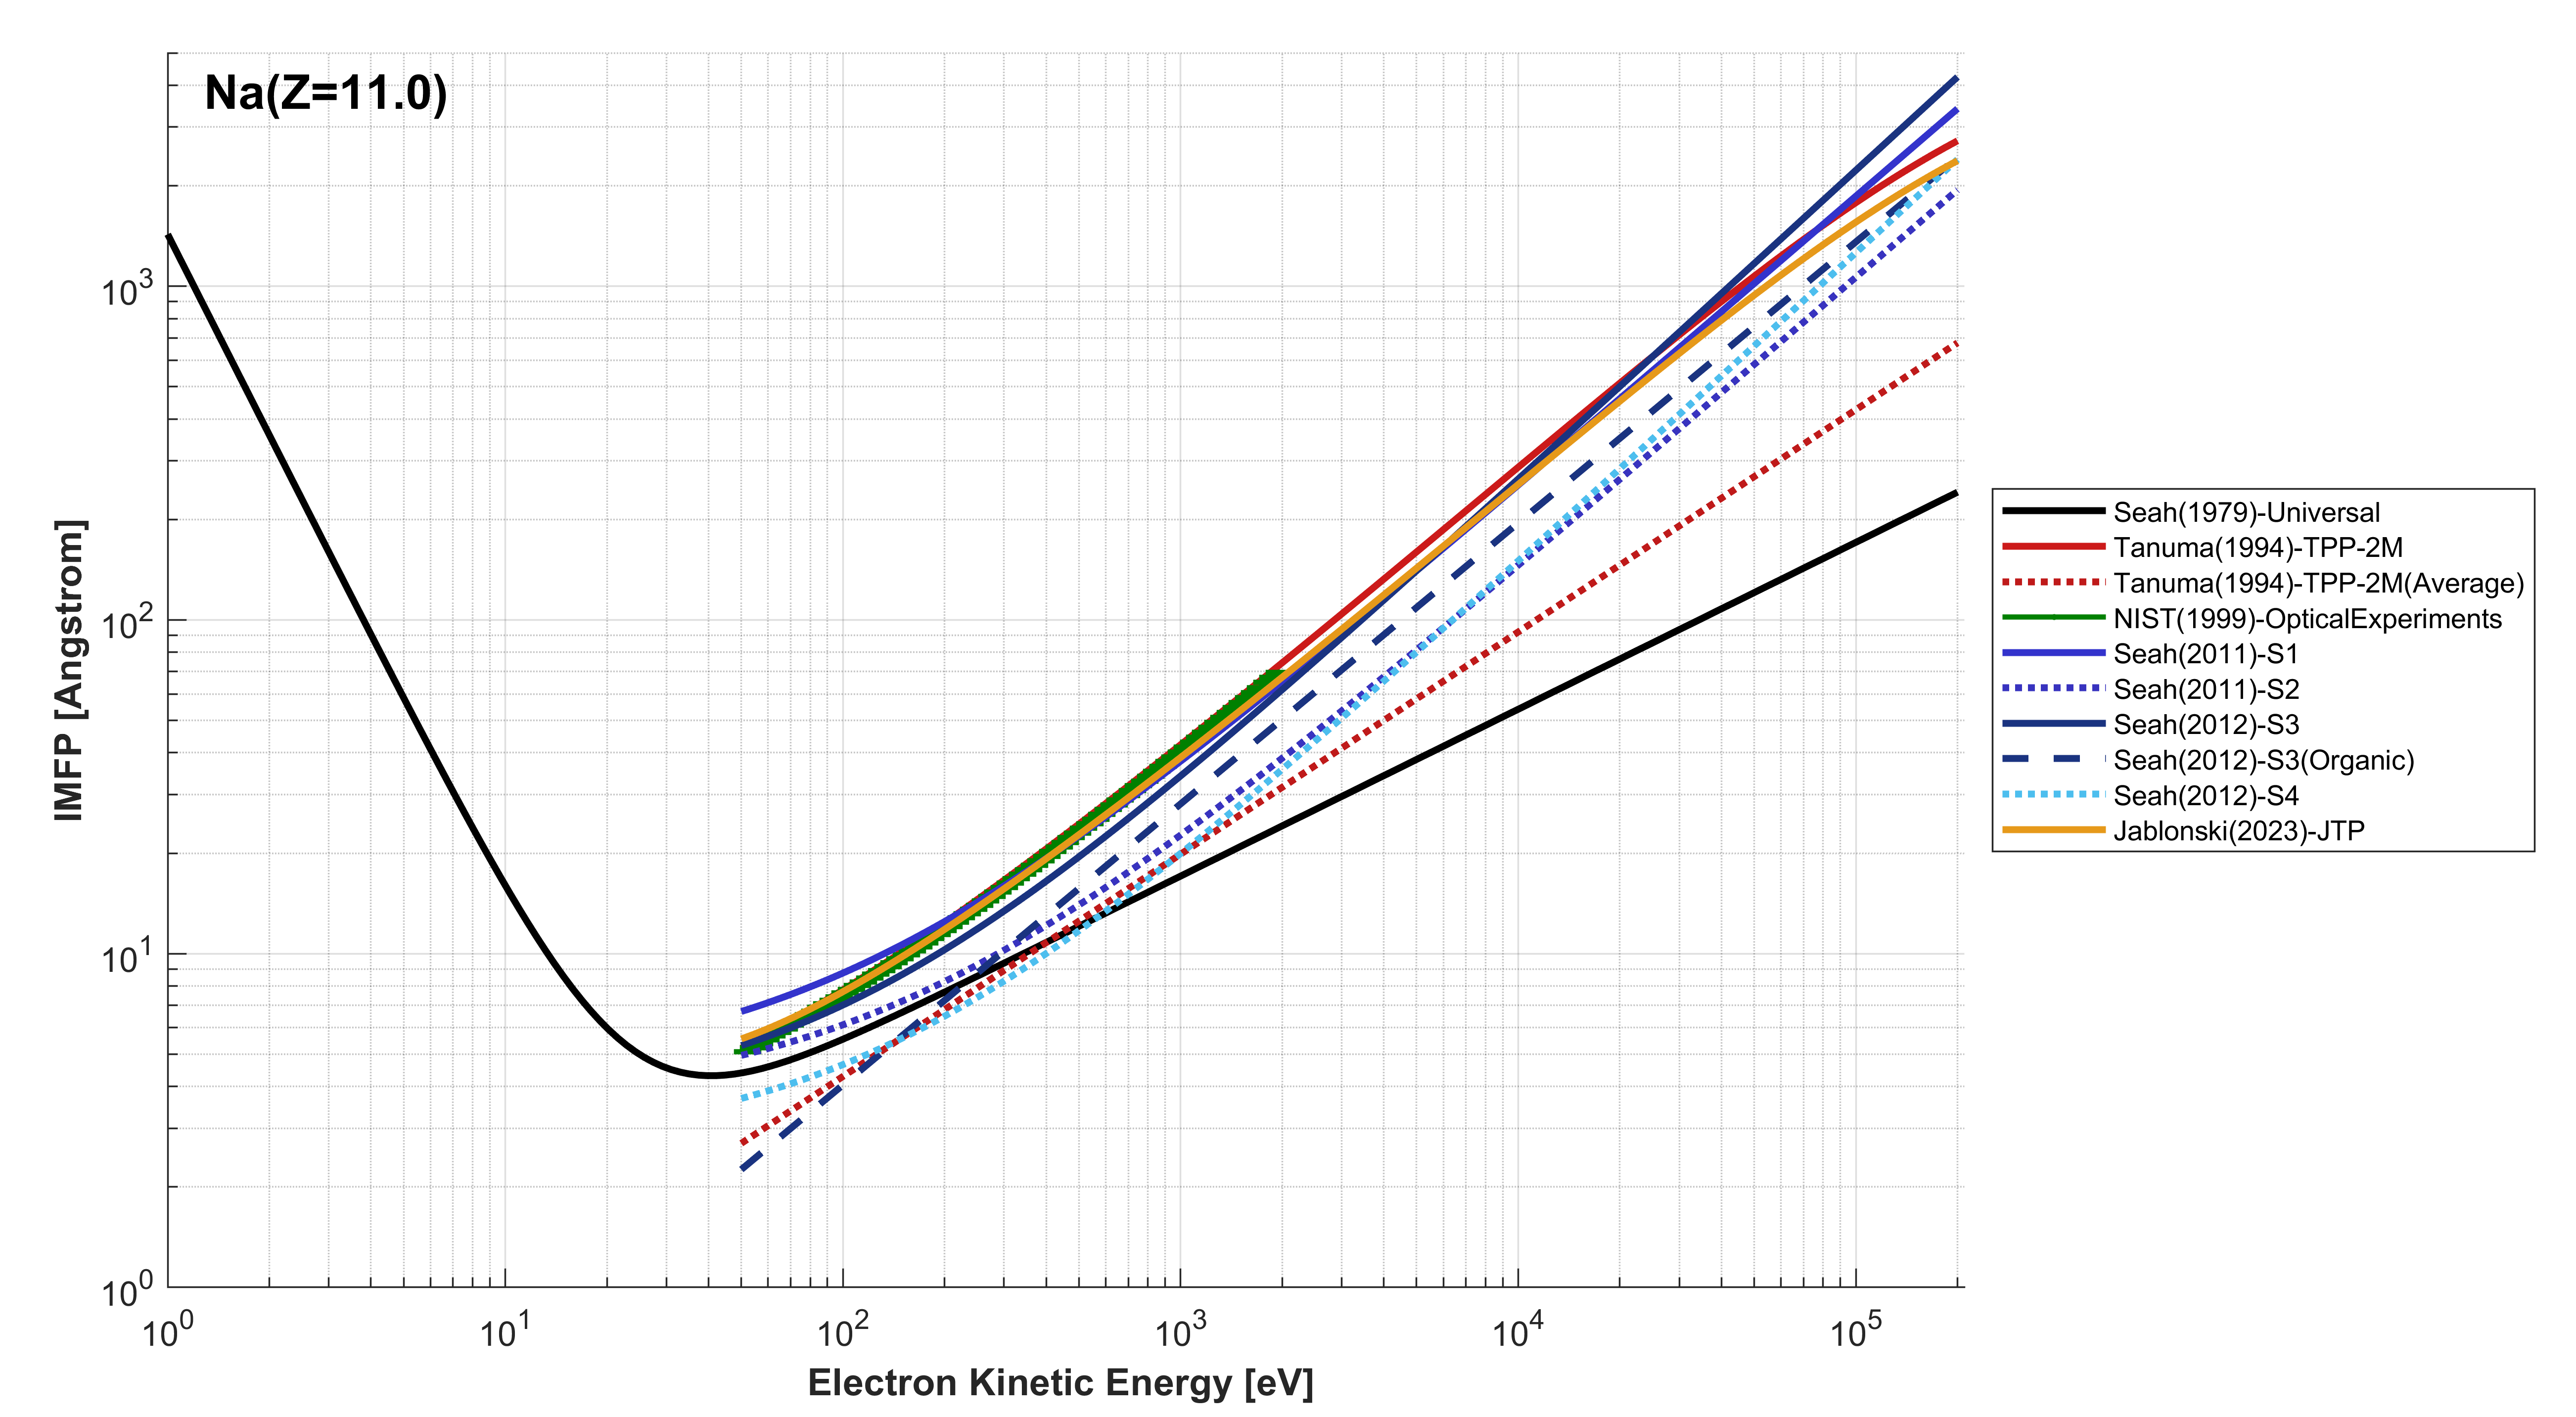 Na(Z=11.0)
10^3
10^2
10^1
10^0
IMFP [Angstrom]
10^0 10^1 10^2 10^3 10^4 10^5
Electron Kinetic Energy [eV]
Seah(1979)-Universal
Tanuma(1994)-TPP-2M
Tanuma(1994)-TPP-2M(Average)
NIST(1999)-OpticalExperiments
Seah(2011)-S1
Seah(2011)-S2
Seah(2012)-S3
Seah(2012)-S3(Organic)
Seah(2012)-S4
Jablonski(2023)-JTP